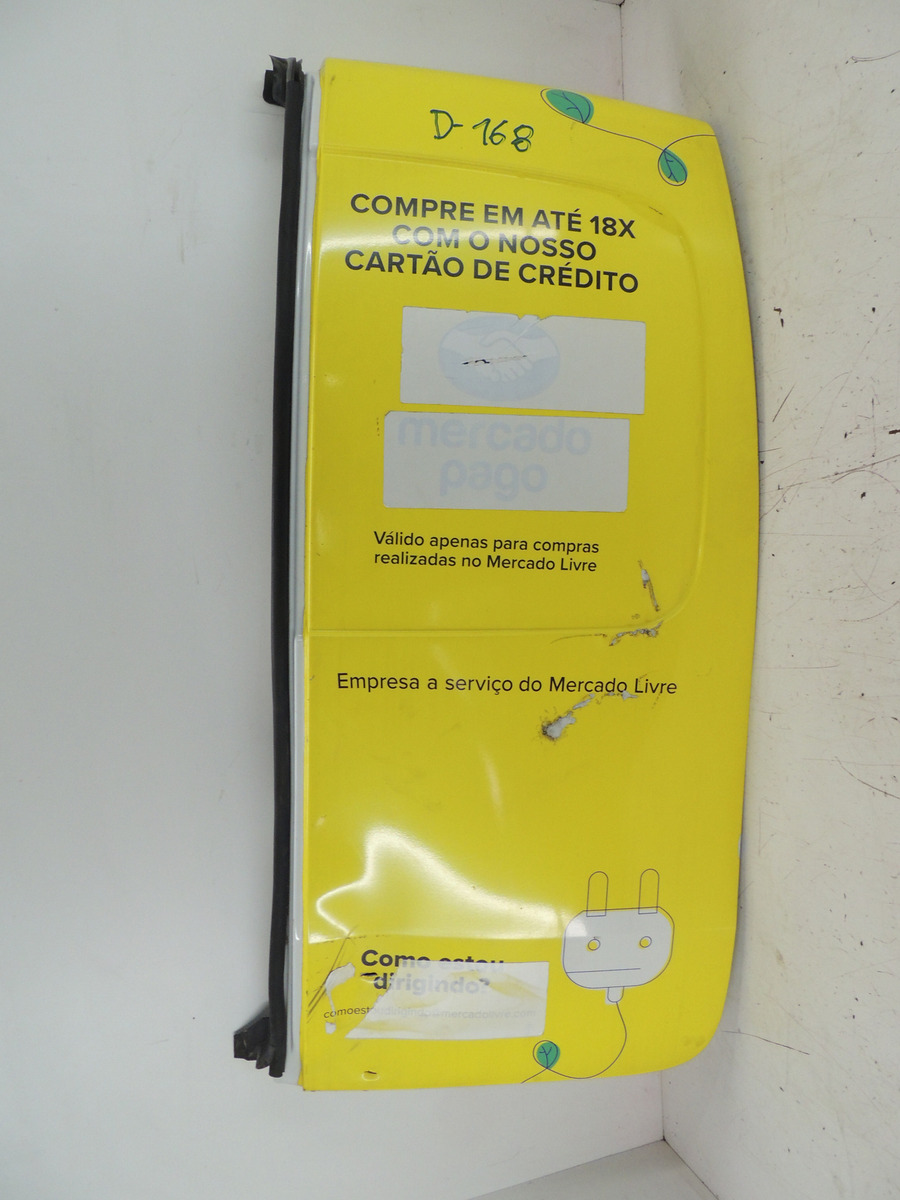 D-168
COMPRE EM ATÉ 18X
COM O NOSSO
CARTÃO DE CRÉDITO
mercado
pago
Válido apenas para compras
realizadas no Mercado Livre
Empresa a serviço do Mercado Livre
Como estou
dirigindo?